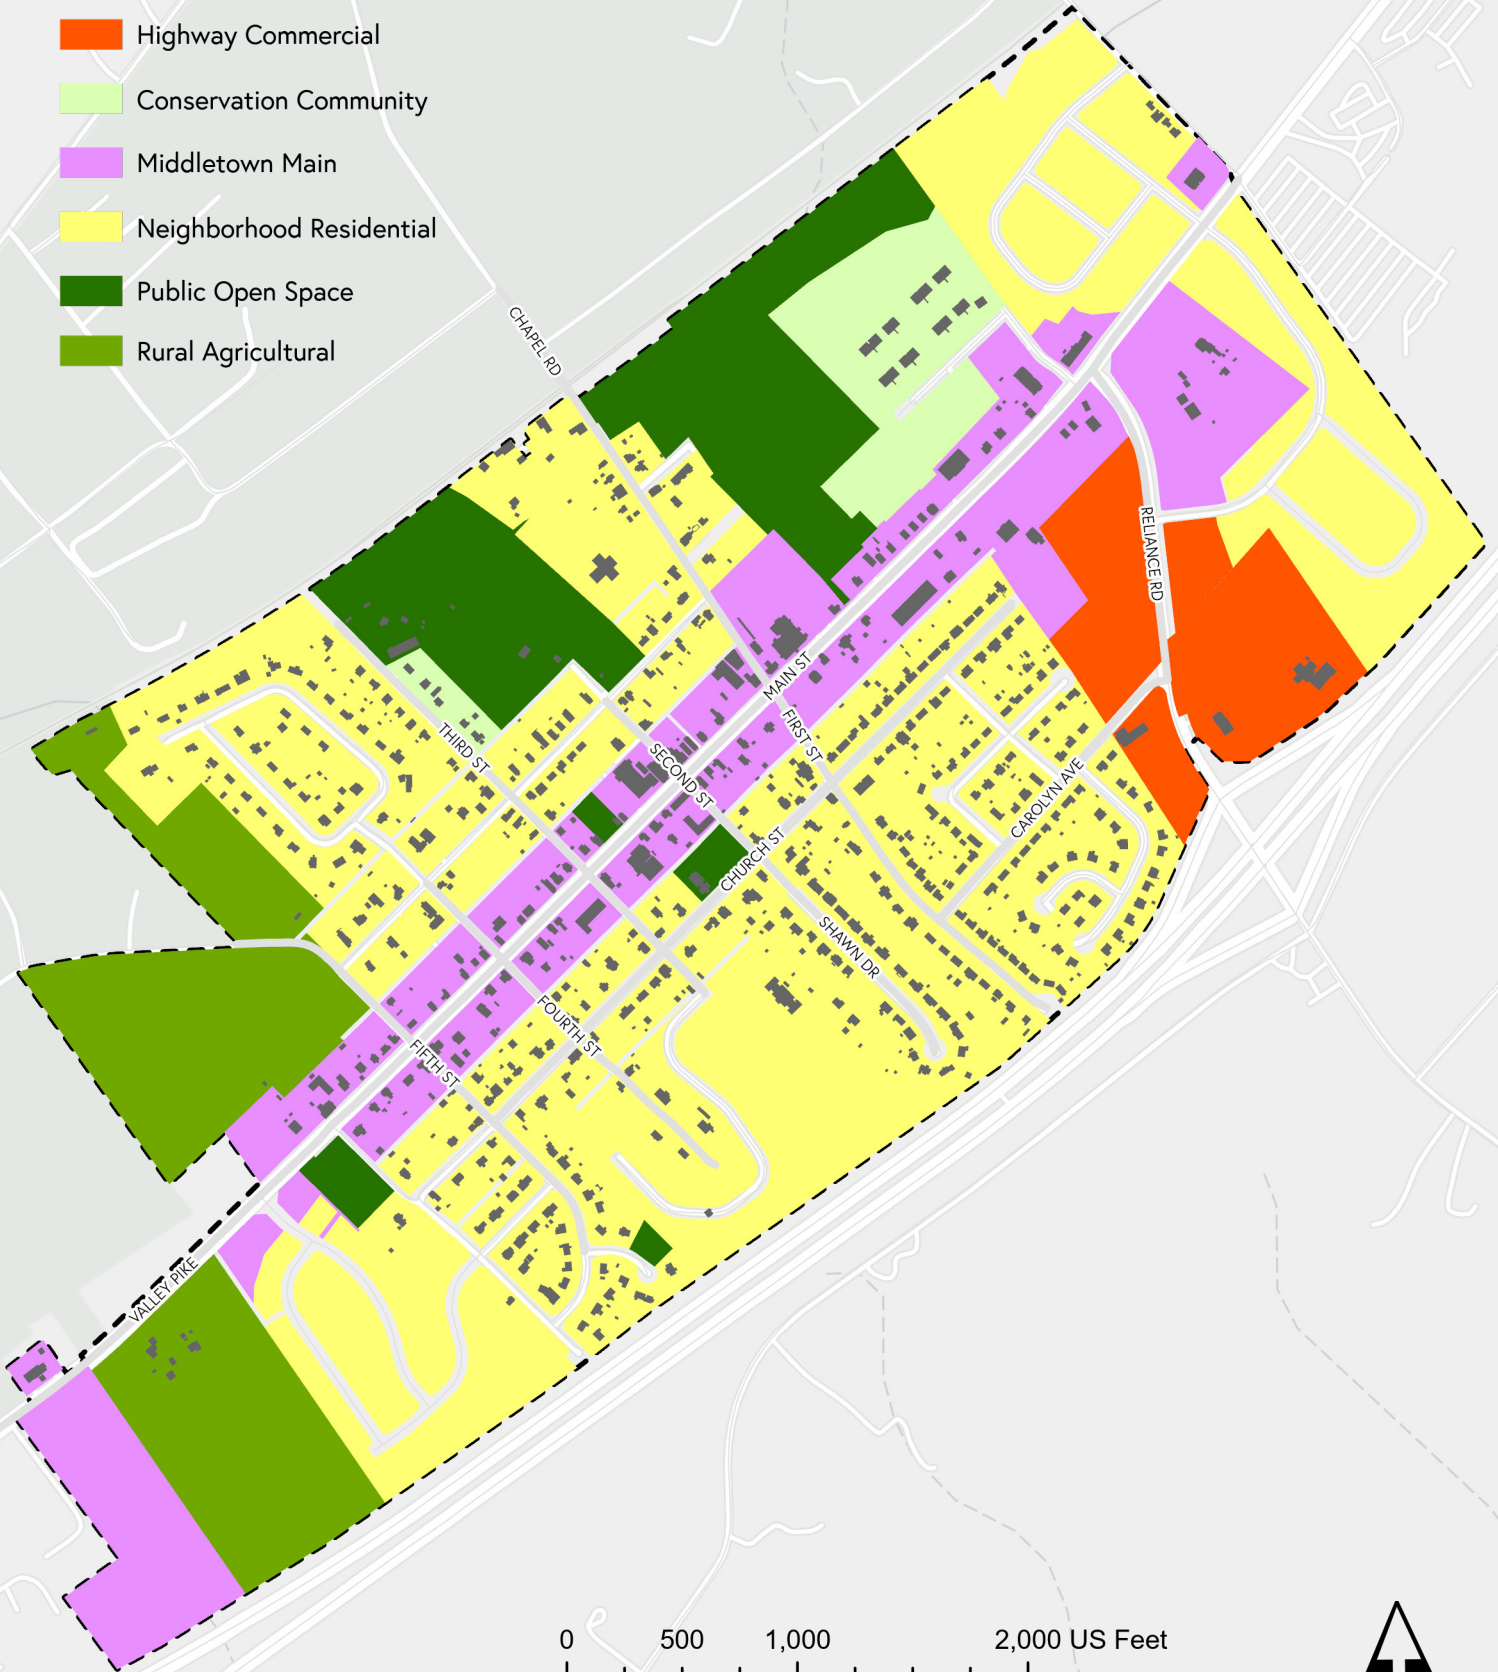 Highway Commercial
Conservation Community
Middletown Main
Neighborhood Residential
Public Open Space
Rural Agricultural
CHAPEL RD
RELIANCE RD
MAIN ST
FIRST ST
THIRD ST
SECOND ST
CAROLYN AVE
CHURCH ST
SHAWN DR
FOURTH ST
FIFTH ST
VALLEY PIKE
0 500 1,000 2,000 US Feet